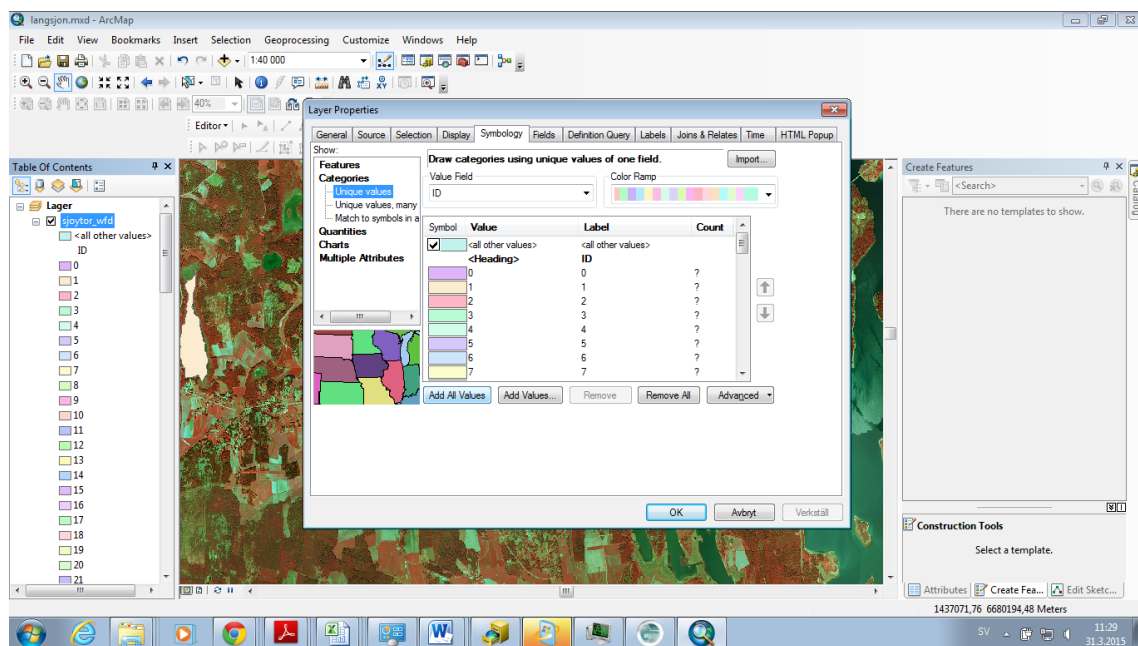 langsjon.mxd - ArcMap
File Edit View Bookmarks Insert Selection Geoprocessing Customize Windows Help
1:40 000
40%
Editor
Layer Properties
General Source Selection Display Symbology Fields Definition Query Labels Joins & Relates Time HTML Popup
Show:
Features
Categories
Unique values
Unique values, many
Match to symbols in a
Quantities
Charts
Multiple Attributes
Draw categories using unique values of one field.
Import...
Value Field
Color Ramp
ID
Symbol Value Label Count
<all other values> <all other values>
<Heading> ID
0 0 ?
1 1 ?
2 2 ?
3 3 ?
4 4 ?
5 5 ?
6 6 ?
7 7 ?
Add All Values Add Values... Remove Remove All Advanced
OK Avbryt Verkställ
Table Of Contents
Lager
sjoytor_wfd
<all other values>
ID
0
1
2
3
4
5
6
7
8
9
10
11
12
13
14
15
16
17
18
19
20
21
Create Features
<Search>
There are no templates to show.
Catalog
Construction Tools
Select a template.
Attributes Create Fea... Edit Sketc...
1437071,76 6680194,48 Meters
SV
11:29
31.3.2015